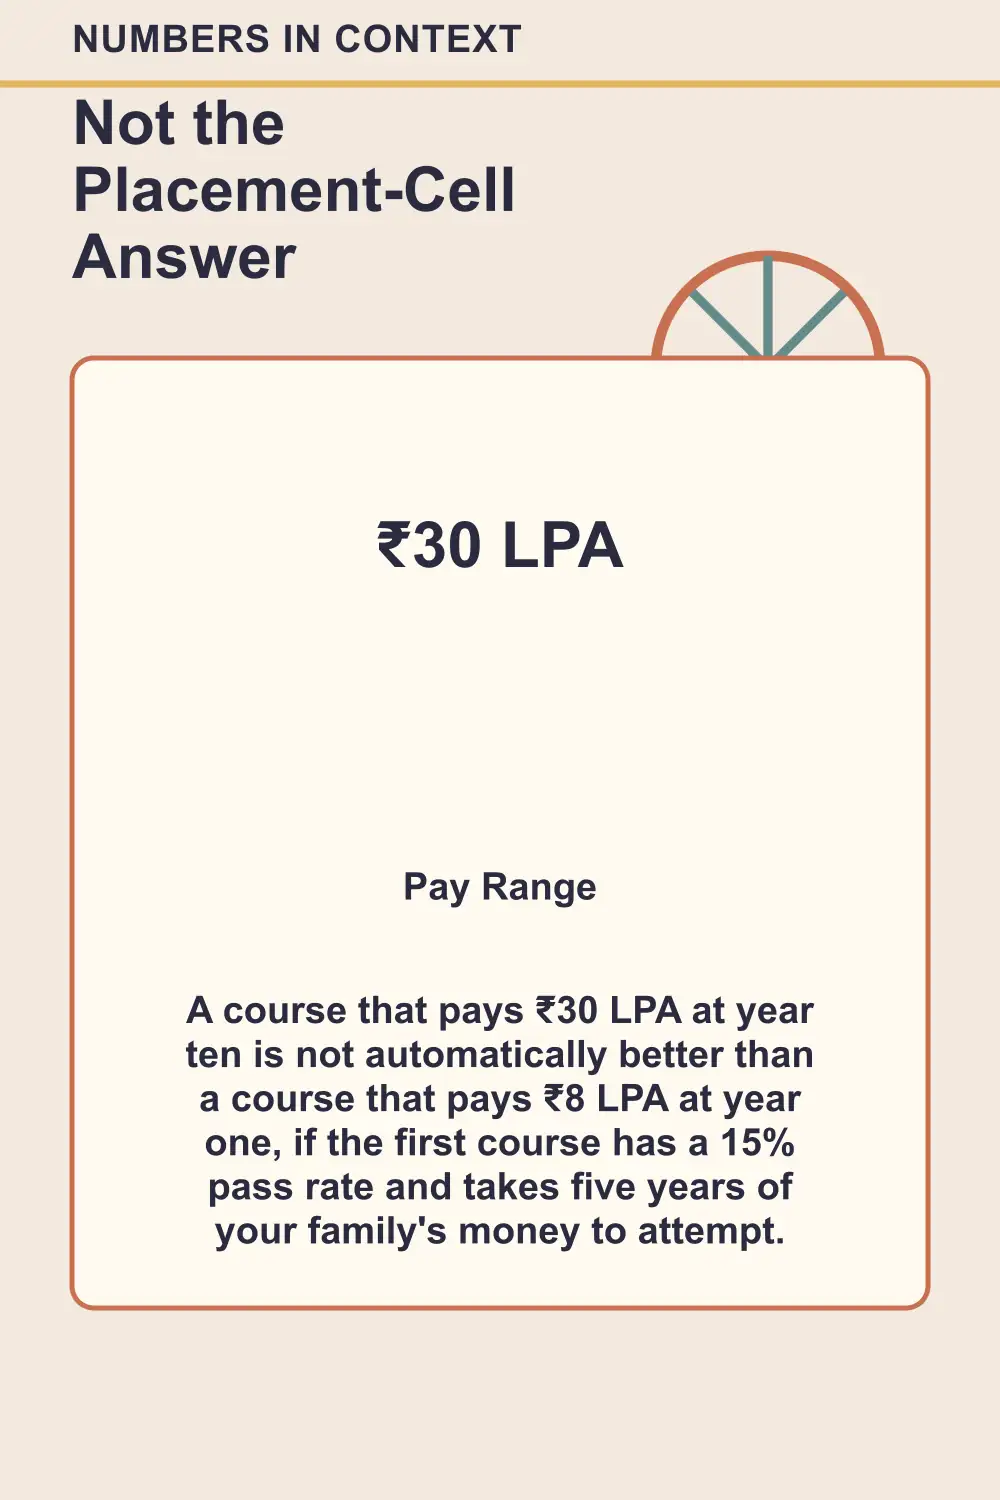 NUMBERS IN CONTEXT
Not the
Placement-Cell
Answer
₹30 LPA
Pay Range
A course that pays ₹30 LPA at year
ten is not automatically better than
a course that pays ₹8 LPA at year
one, if the first course has a 15%
pass rate and takes five years of
your family's money to attempt.